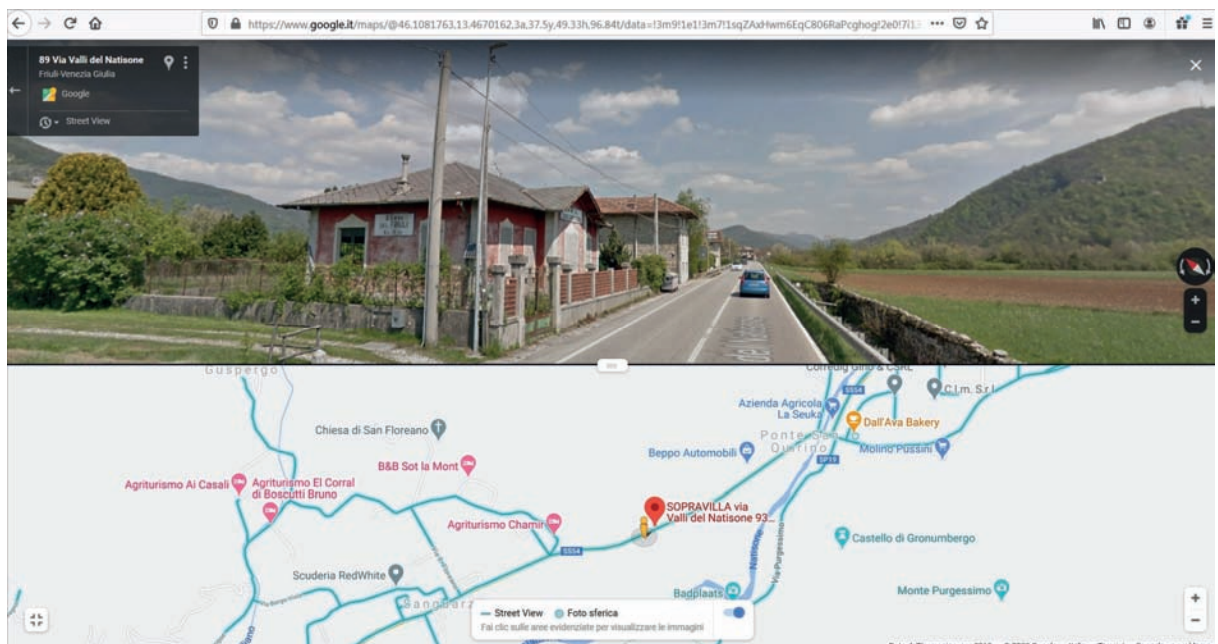 https://www.google.it/maps/@46.1081763,13.4670162,3a,37.5y,49.33h,96.84t/data=!3m9!1e1!3m7!1sqZAxHwm6EqC806RaPcghog!2e0!7i1
89 Via Valli del Natisone
Friuli-Venezia Giulia
Google
Street View
Guspergo
Corredig Gino & C SRL
SS54
C.I.m. S.r.l
Azienda Agricola
La Seuka
Dall'Ava Bakery
Chiesa di San Floreano
Ponte San
Quirino
Beppo Automobili
SP19
Molino Pussini
B&B Sot la Mont
Agriturismo Ai Casali
Agriturismo El Corral
di Boscutti Bruno
SOPRAVILLA via
Valli del Natisone 93...
Agriturismo Chamir
Natisone
Via Purgessimo
Castello di Gronumbergo
SS54
Scuderia RedWhite
Badplaats
Monte Purgessimo
Street View
Foto sferica
Fai clic sulle aree evidenziate per visualizzare le immagini